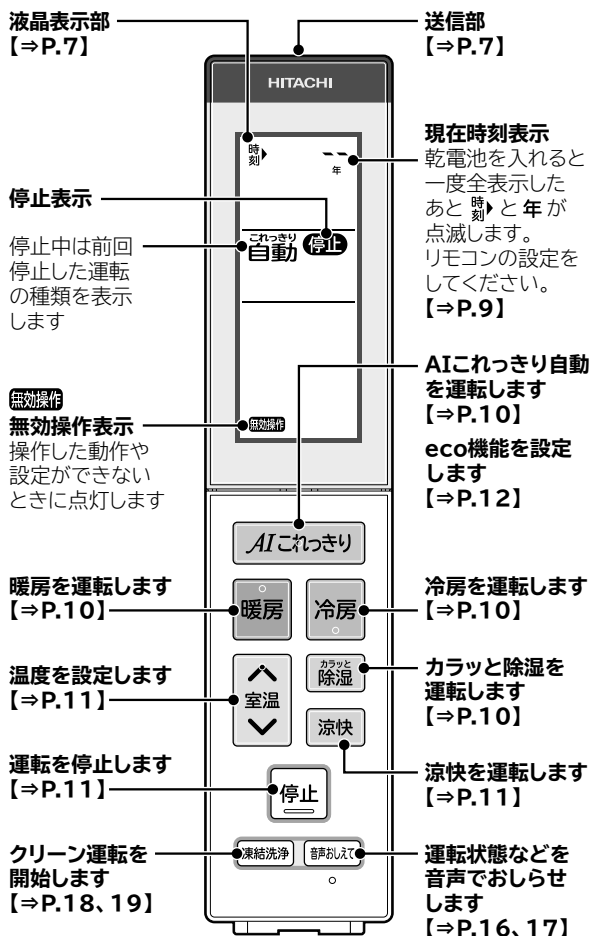 液晶表示部
【⇒P.7】
送信部
【⇒P.7】
HITACHI
時刻
年
現在時刻表示
乾電池を入れると
一度全表示した
あと 時刻 と 年 が
点滅します。
リモコンの設定を
してください。
【⇒P.9】
停止表示
これっきり
自動 停止
停止中は前回
停止した運転
の種類を表示
します
無効操作
無効操作表示
操作した動作や
設定ができない
ときに点灯します
無効操作
AIこれっきり自動
を運転します
【⇒P.10】
eco機能を設定
します
【⇒P.12】
AIこれっきり
暖房を運転します
【⇒P.10】
暖房
冷房
冷房を運転します
【⇒P.10】
温度を設定します
【⇒P.11】
室温
カラッと
除湿
カラッと除湿を
運転します
【⇒P.10】
涼快
涼快を運転します
【⇒P.11】
運転を停止します
【⇒P.11】
停止
クリーン運転を
開始します
【⇒P.18、19】
凍結洗浄
音声おしえて
運転状態などを
音声でおしらせ
します
【⇒P.16、17】